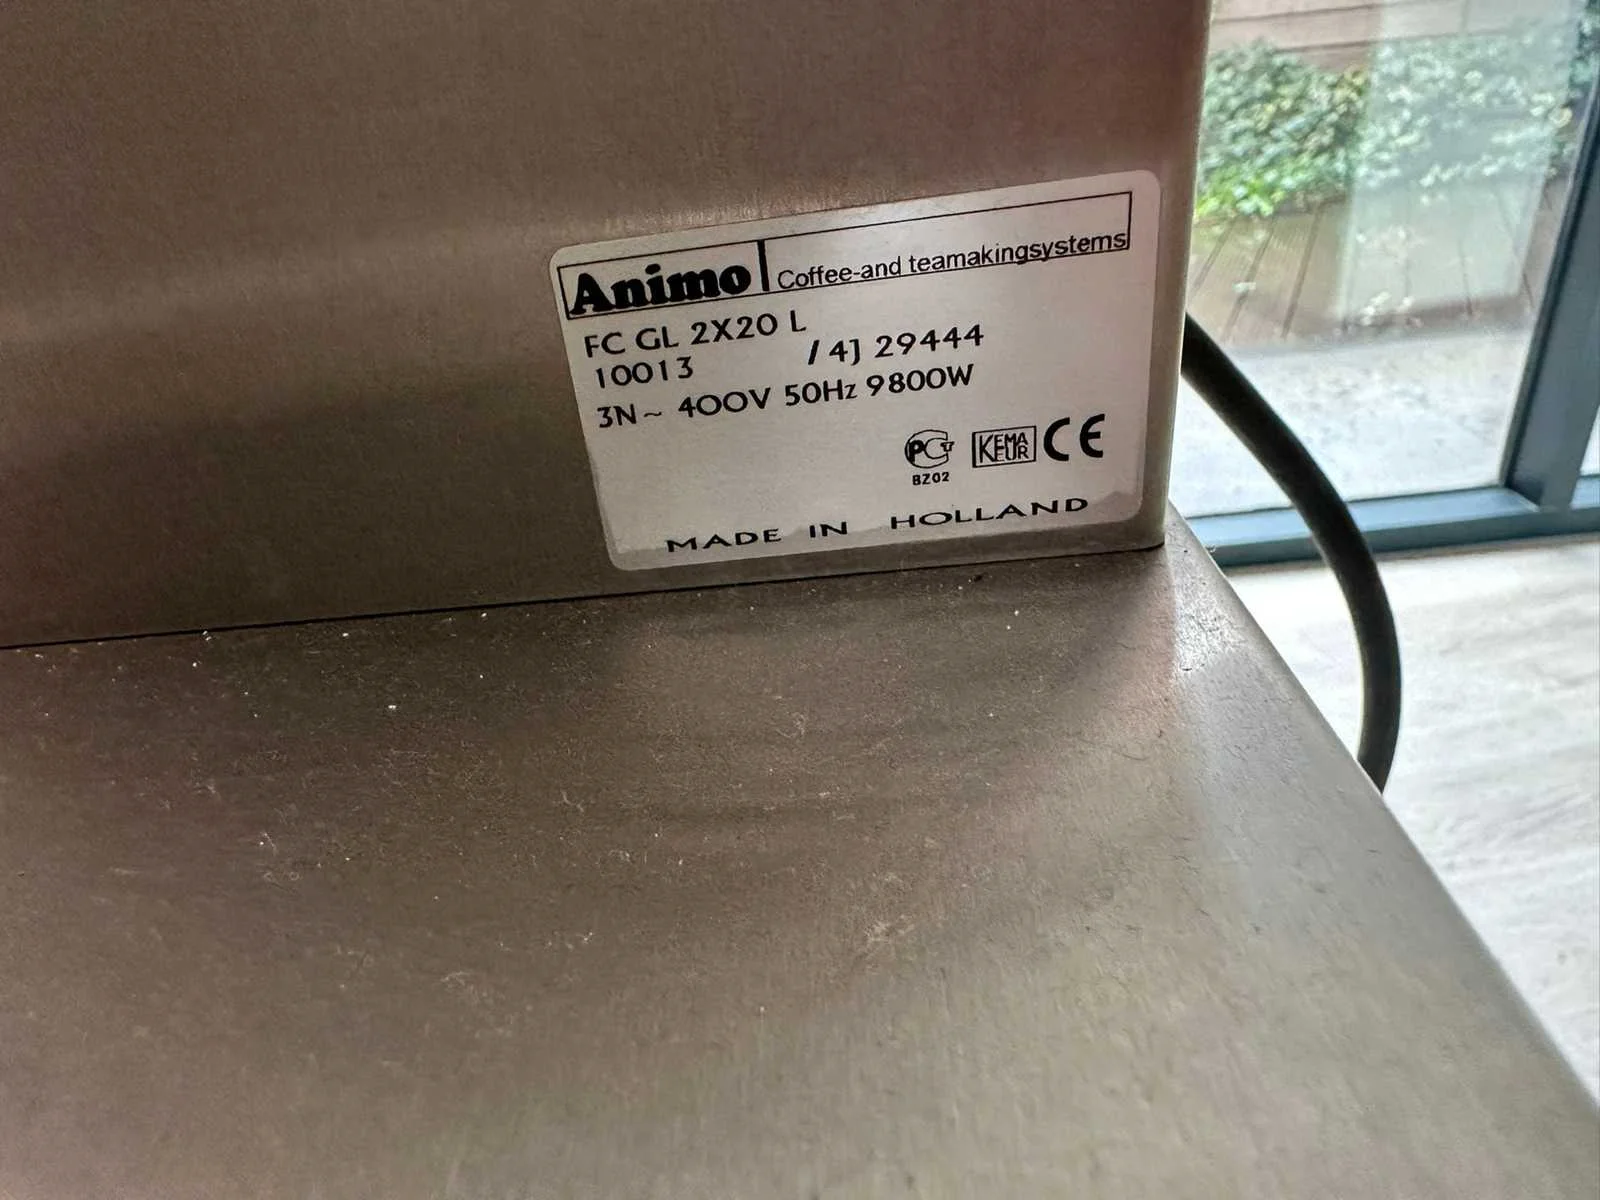 Animo Coffee-and teamakingsystems
FC GL 2X20 L
10013 / 4J 29444
3N~ 400V 50Hz 9800W
PCT KEMA KEUR CE
BZ02
MADE IN HOLLAND